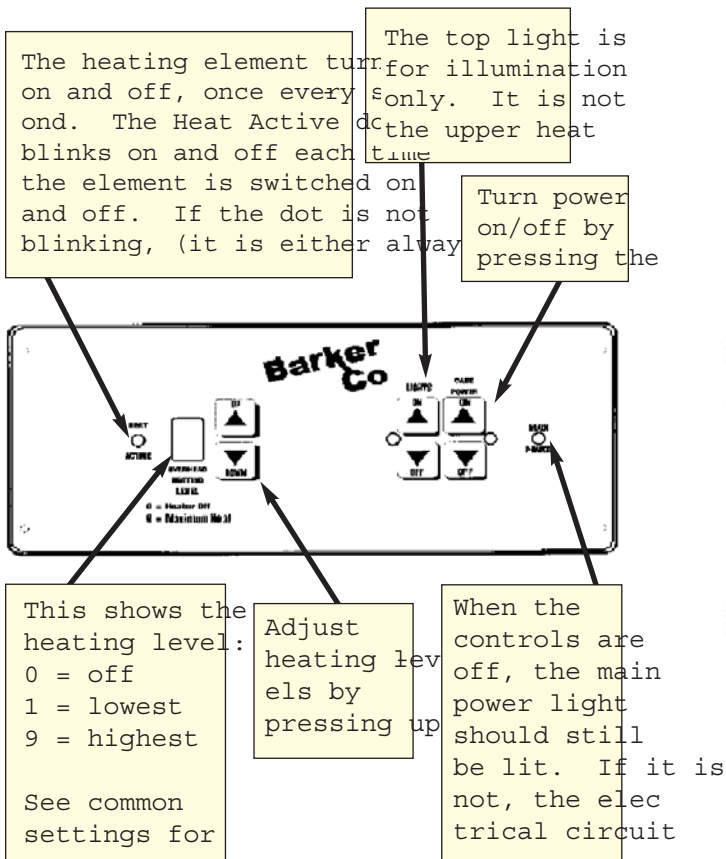 The heating element turn
on and off, once every s
ond. The Heat Active do
blinks on and off each time
the element is switched on
and off. If the dot is not
blinking, (it is either alway
The top light is
for illumination
only. It is not
the upper heat
Turn power
on/off by
pressing the
Barker
Co
HEAT
ACTIVE
UP
DOWN
OVERHEAD
HEATING
LEVEL
0 = Heater Off
9 = Maximum Heat
LIGHTS
ON
OFF
CASE
POWER
ON
OFF
MAIN
POWER
This shows the
heating level:
0 = off
1 = lowest
9 = highest
See common
settings for
Adjust
heating lev
els by
pressing up
When the
controls are
off, the main
power light
should still
be lit. If it is
not, the elec
trical circuit